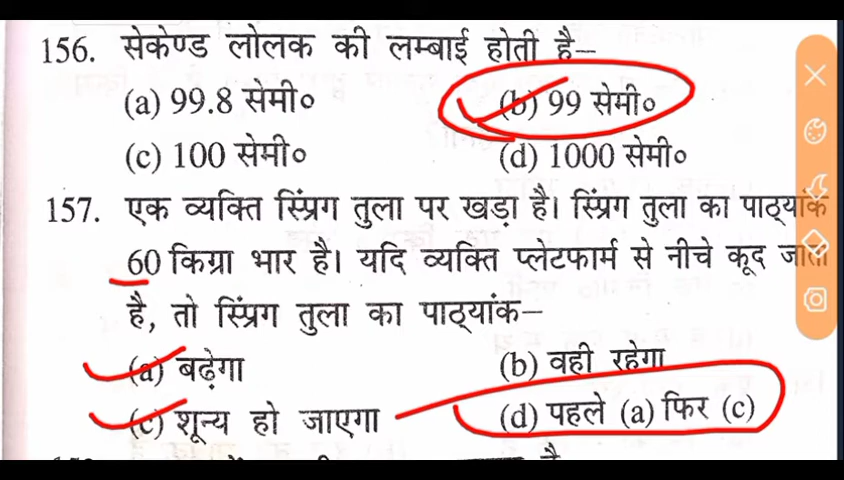 156. सेकेण्ड लोलक की लम्बाई होती है–
(a) 99.8 सेमी० (b) 99 सेमी०
(c) 100 सेमी० (d) 1000 सेमी०
157. एक व्यक्ति स्प्रिंग तुला पर खड़ा है। स्प्रिंग तुला का पाठ्यांक
60 किग्रा भार है। यदि व्यक्ति प्लेटफार्म से नीचे कूद जाता
है, तो स्प्रिंग तुला का पाठ्यांक–
(a) बढ़ेगा (b) वही रहेगा
(c) शून्य हो जाएगा (d) पहले (a) फिर (c)